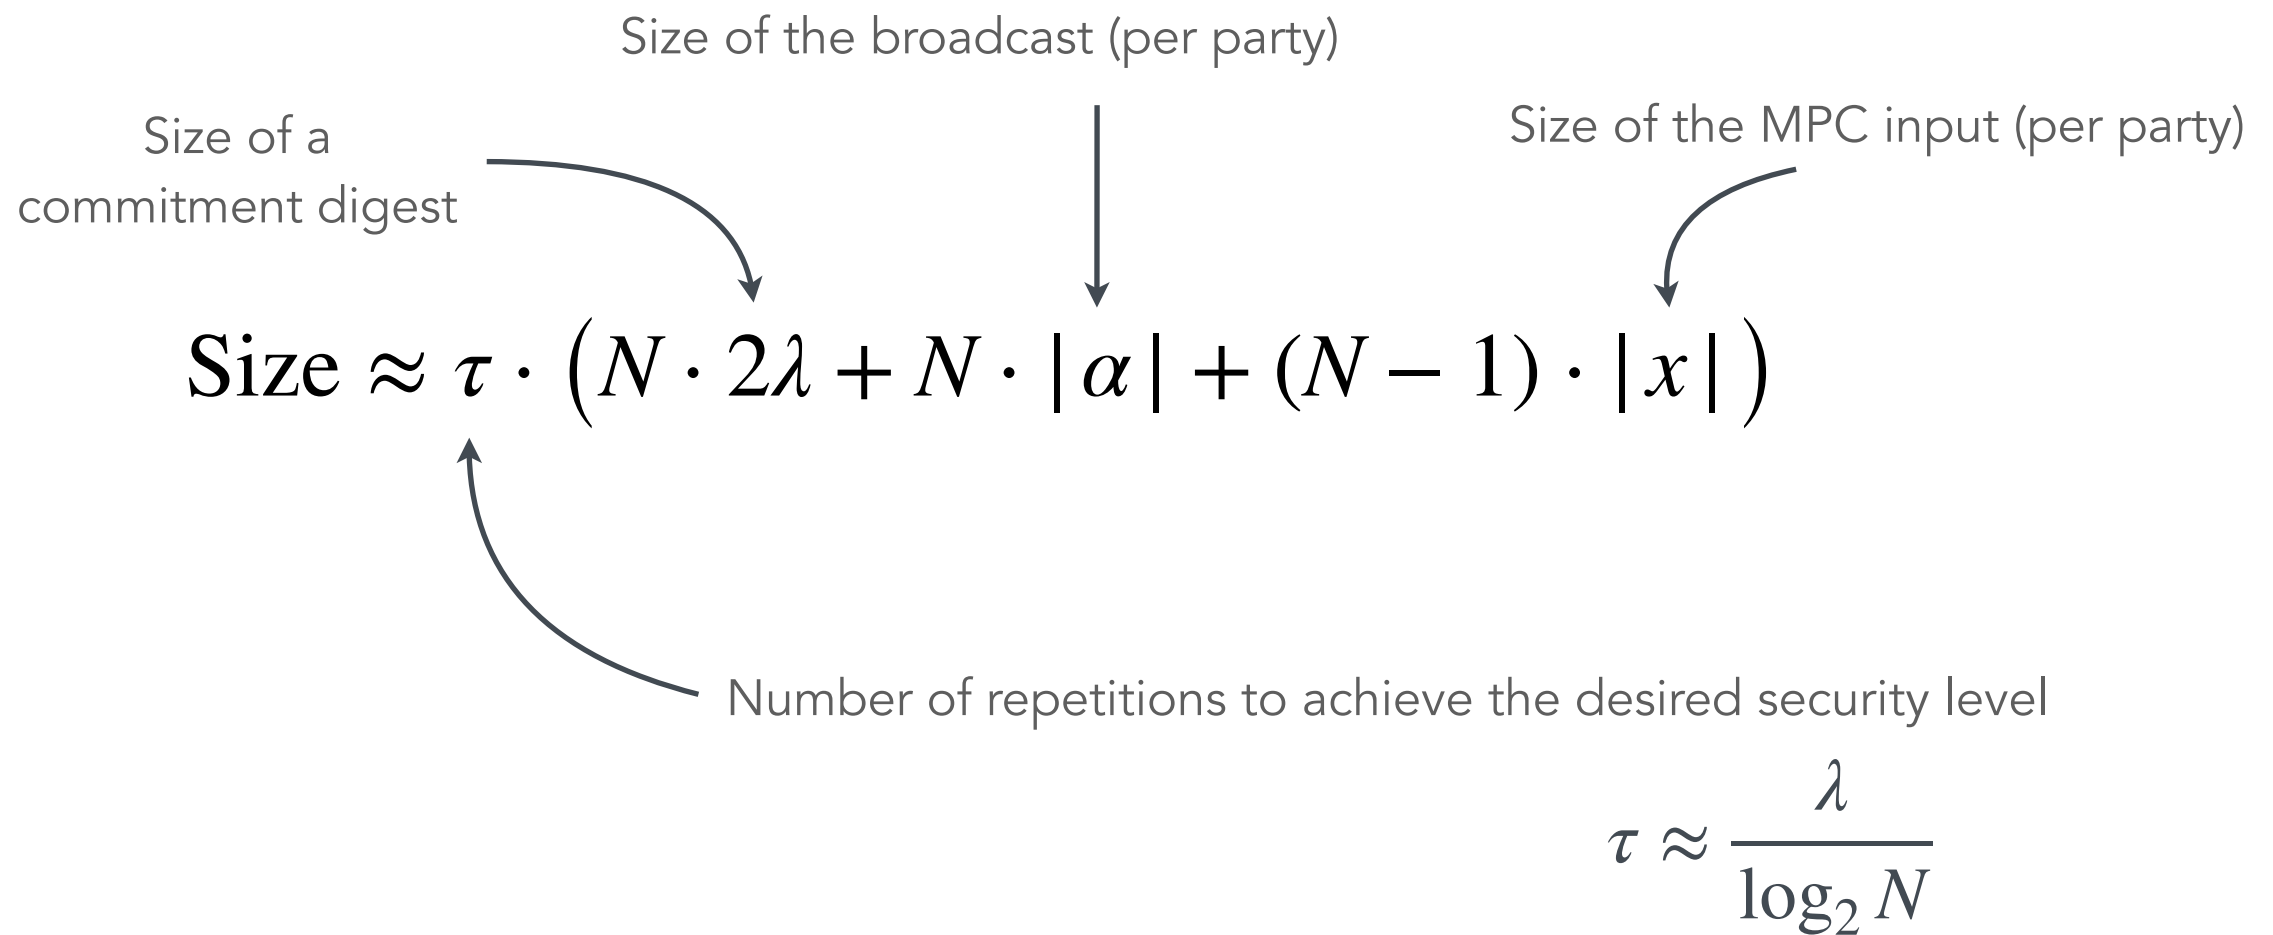 Size of the broadcast (per party)
Size of a
commitment digest
Size of the MPC input (per party)
Size ≈ τ · (N · 2λ + N · |α| + (N − 1) · |x|)
Number of repetitions to achieve the desired security level
τ ≈ λ / log₂ N